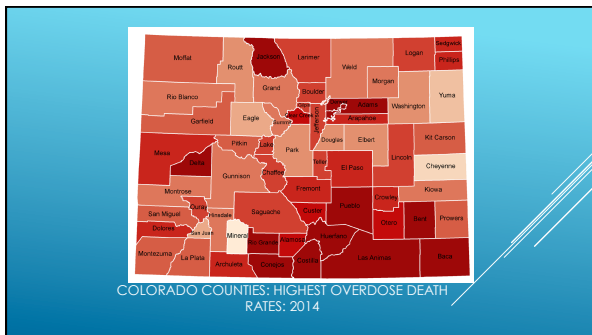 Sedgwick
Jackson
Logan
Larimer
Moffat
Phillips
Routt
Weld
Morgan
Grand
Boulder
Rio Blanco
Yuma
Adams
Washington
Eagle
Arapahoe
Garfield
Summit
Jefferson
Douglas
Elbert
Kit Carson
Pitkin
Lake
Park
Mesa
Lincoln
Delta
Teller
El Paso
Cheyenne
Chaffee
Gunnison
Fremont
Kiowa
Montrose
Crowley
Ouray
Pueblo
San Miguel
Custer
Saguache
Hinsdale
Otero
Bent
Prowers
Dolores
San Juan
Mineral
Rio Grande
Alamosa
Huerfano
Montezuma
La Plata
Las Animas
Baca
Archuleta
Conejos
Costilla
COLORADO COUNTIES: HIGHEST OVERDOSE DEATH
RATES: 2014